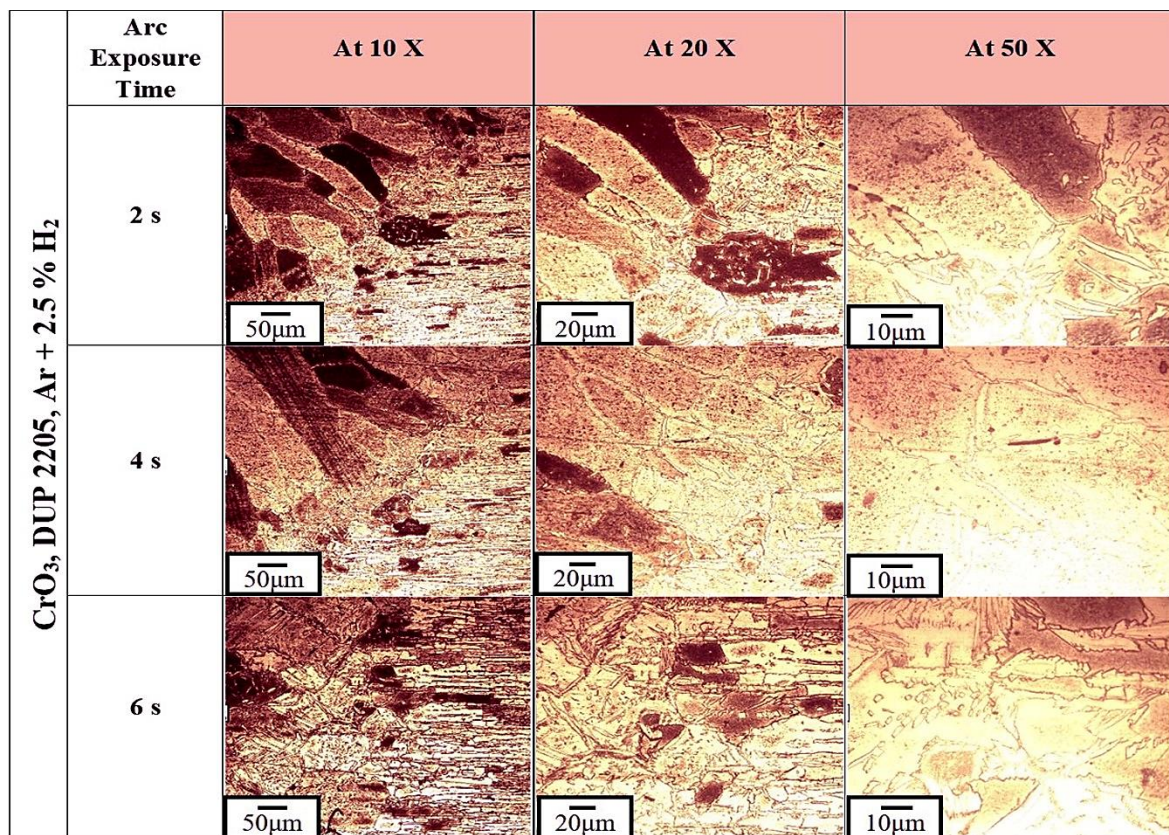 Arc
Exposure
Time
At 10 X
At 20 X
At 50 X
CrO₃, DUP 2205, Ar + 2.5 % H₂
2 s
50μm
20μm
10μm
4 s
50μm
20μm
10μm
6 s
50μm
20μm
10μm